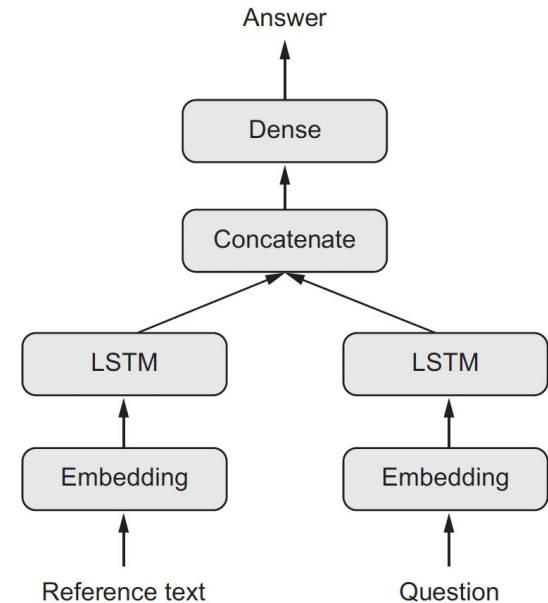 Answer
Dense
Concatenate
LSTM
LSTM
Embedding
Embedding
Reference text
Question